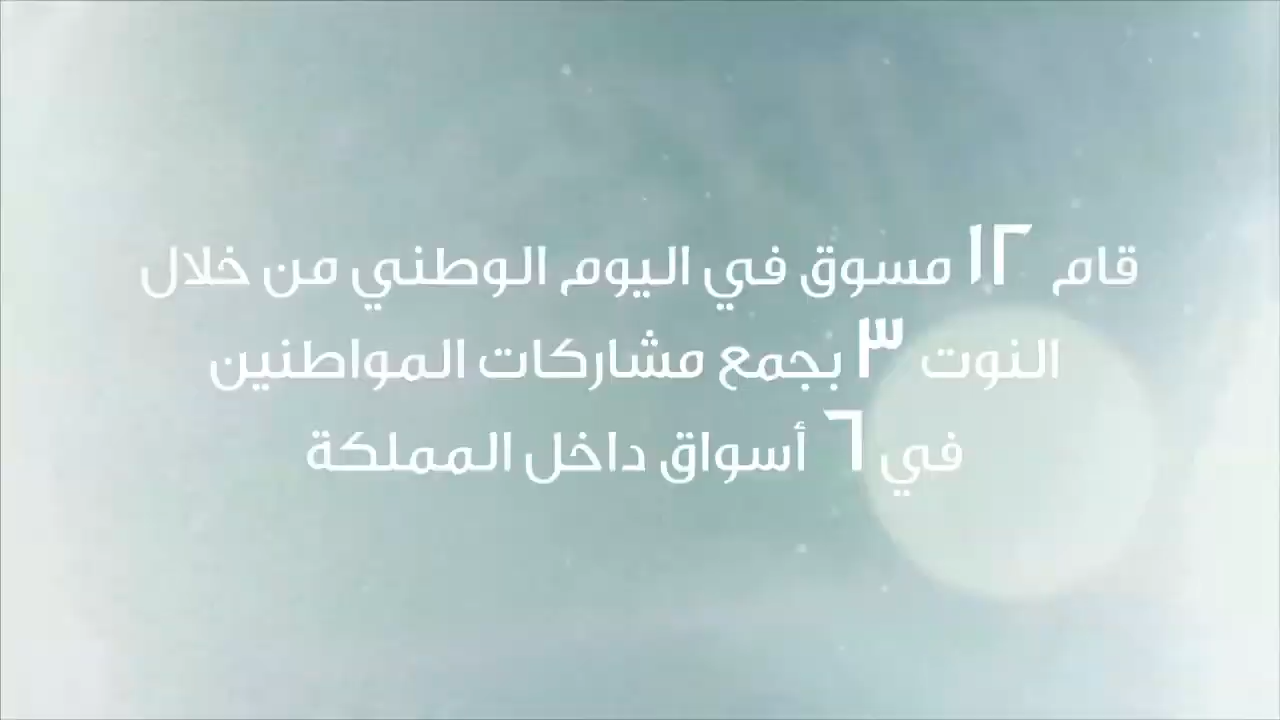 قام ١٢ مسوق في اليوم الوطني من خلال
النوت ٣ بجمع مشاركات المواطنين
في ٦ أسواق داخل المملكة